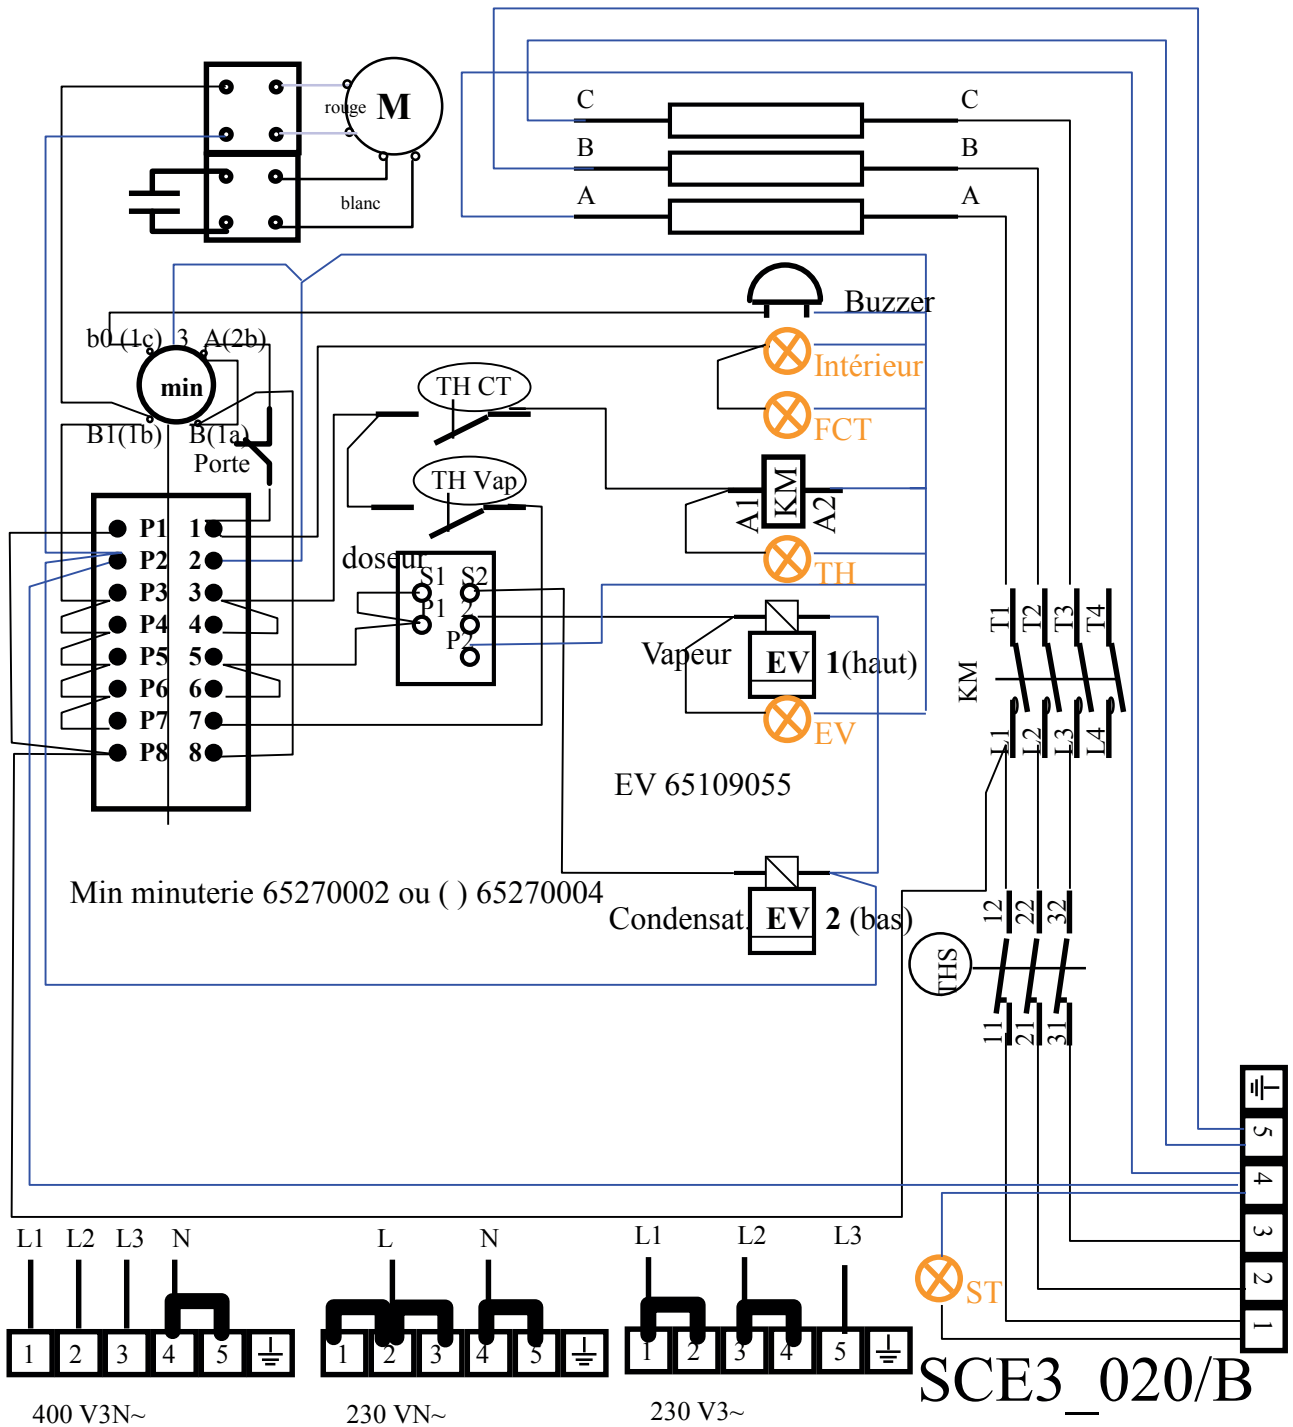 C C
rouge M
B B
A A
blanc
Buzzer
b0 (1c) 3 A(2b)
min
Intérieur
TH CT
FCT
B1(1b) B(1a)
Porte
TH Vap
KM
A1 A2
P1 1
P2 2
P3 3
P4 4
P5 5
P6 6
P7 7
P8 8
doseur
S1 S2
P1 2
P2
TH
Vapeur EV 1(haut)
EV
EV 65109055
T1 T2 T3 T4
KM
L1 L2 L3 L4
Min minuterie 65270002 ou ( ) 65270004
Condensat. EV 2 (bas)
12 22 32
THS
11 21 31
5
4
3
2
1
ST
L1 L2 L3 N
L N
L1 L2 L3
1 2 3 4 5
1 2 3 4 5
1 2 3 4 5
400 V3N~
230 VN~
230 V3~
SCE3_020/B